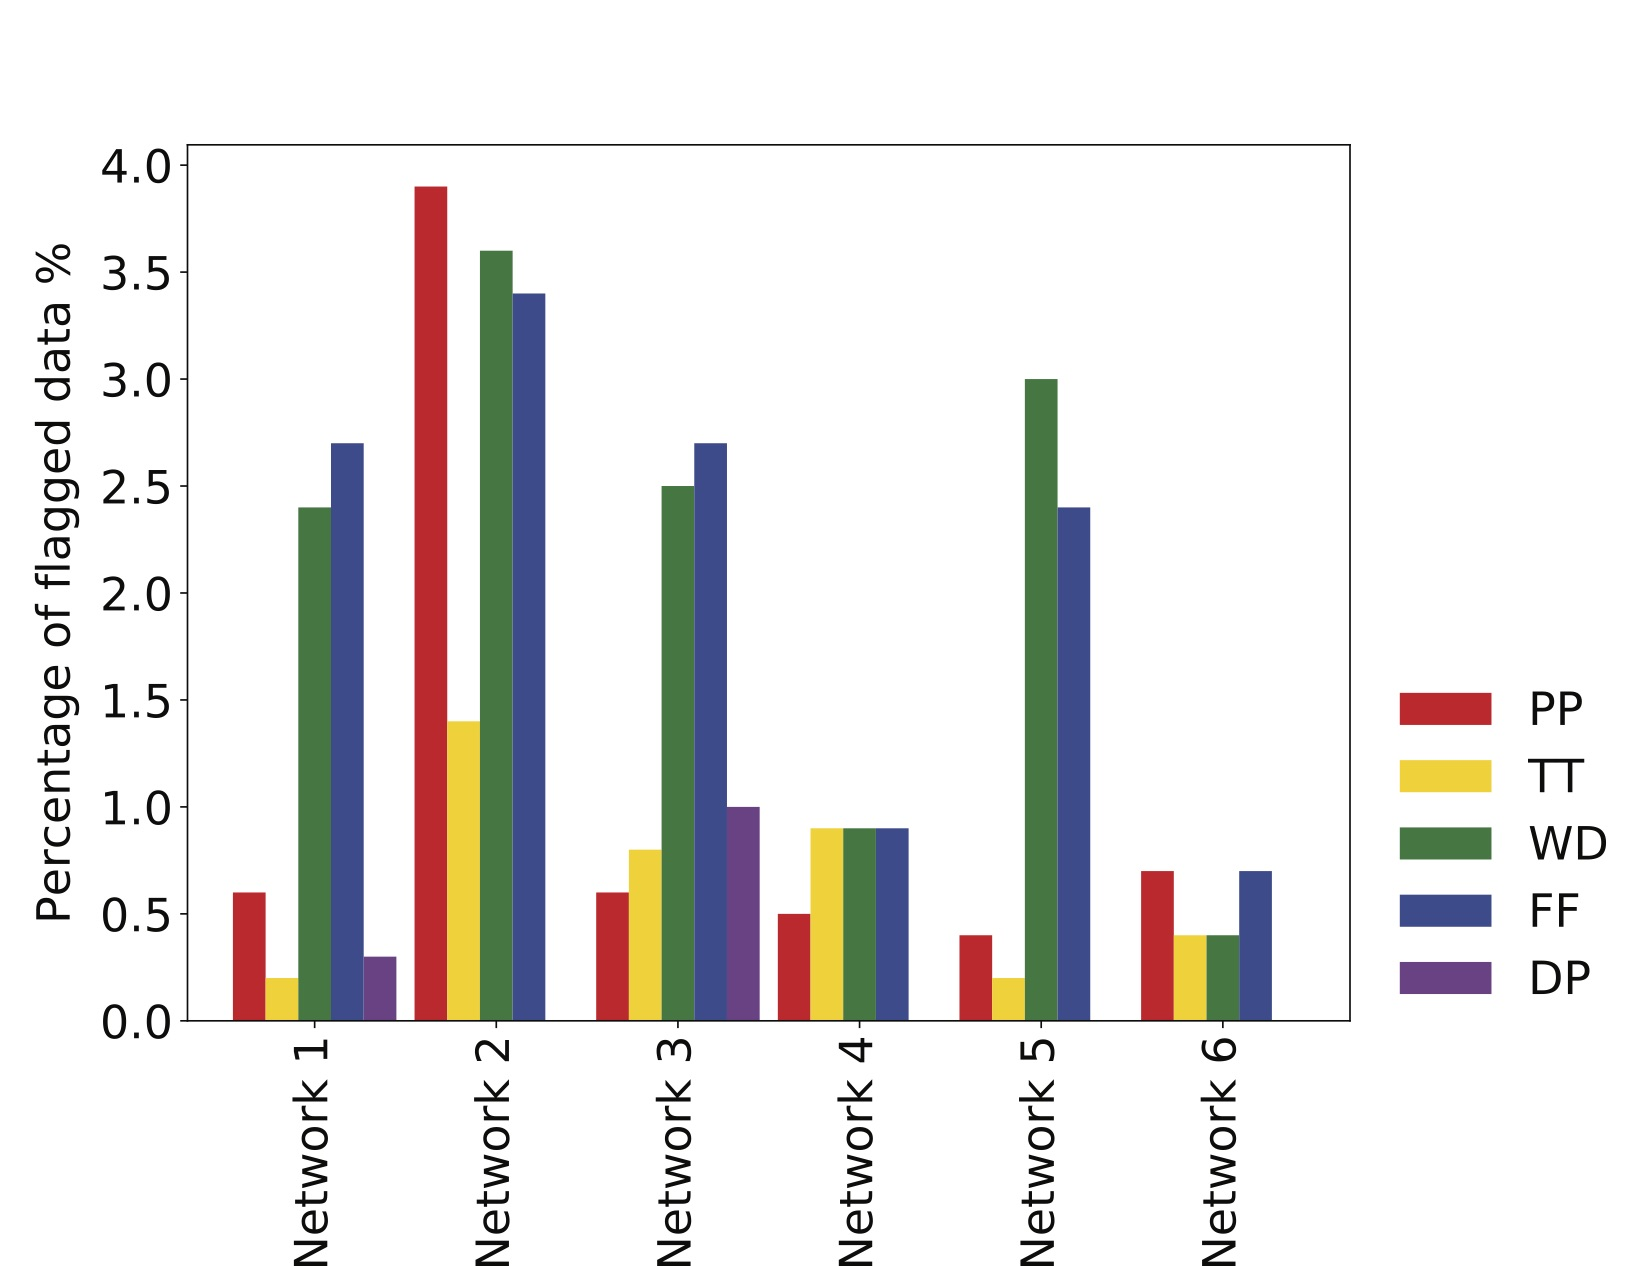 Percentage of flagged data %
4.0
3.5
3.0
2.5
2.0
1.5
1.0
0.5
0.0
Network 1
Network 2
Network 3
Network 4
Network 5
Network 6
PP
TT
WD
FF
DP